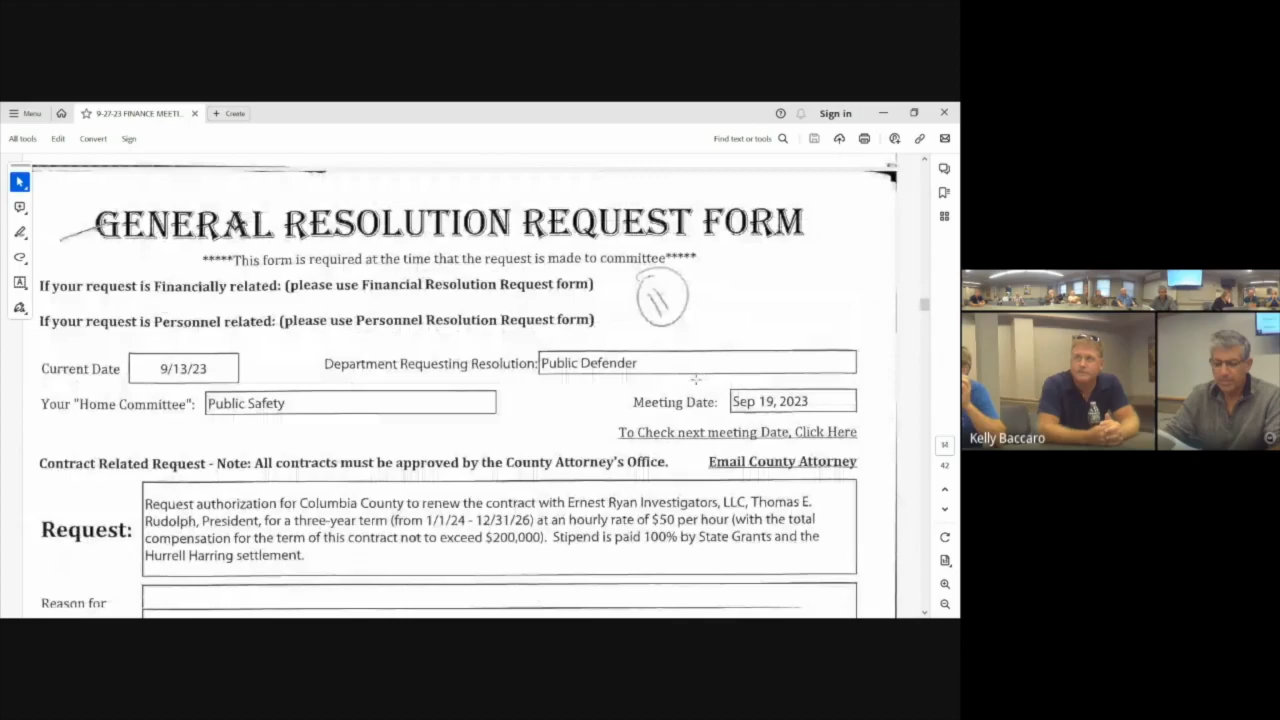 Menu
9-27-23 FINANCE MEETI...
Create
Sign in
All tools
Edit
Convert
Sign
Find text or tools
GENERAL RESOLUTION REQUEST FORM
*****This form is required at the time that the request is made to committee*****
If your request is Financially related: (please use Financial Resolution Request form)
If your request is Personnel related: (please use Personnel Resolution Request form)
Current Date 9/13/23 Department Requesting Resolution: Public Defender
Your "Home Committee": Public Safety Meeting Date: Sep 19, 2023
To Check next meeting Date, Click Here
Contract Related Request - Note: All contracts must be approved by the County Attorney's Office. Email County Attorney
Request:
Request authorization for Columbia County to renew the contract with Ernest Ryan Investigators, LLC, Thomas E.
Rudolph, President, for a three-year term (from 1/1/24 - 12/31/26) at an hourly rate of $50 per hour (with the total
compensation for the term of this contract not to exceed $200,000). Stipend is paid 100% by State Grants and the
Hurrell Harring settlement.
Reason for
42
Kelly Baccaro